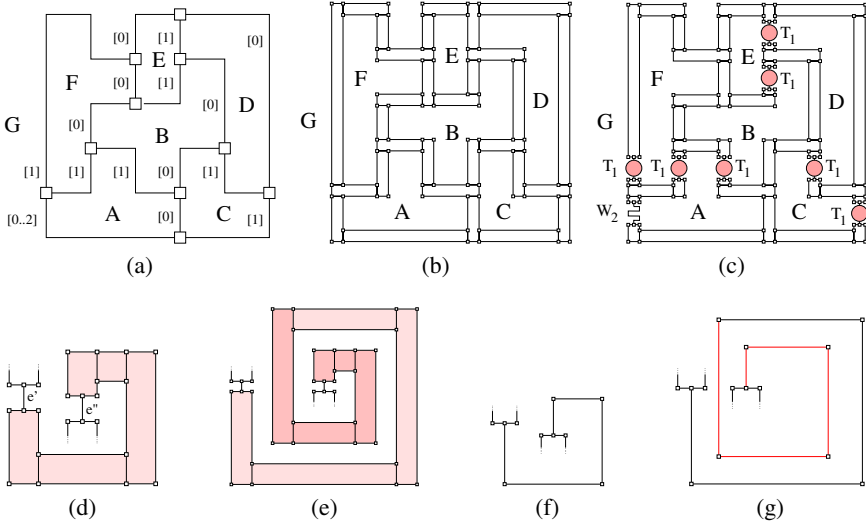 [0] [1] [0]
E
F
[0] [1]
[0] D
G [0]
B
[1] [1] [1] [0] [1]
[0..2] A [0] C [1]
(a)
E
F
D
G
B
A C
(b)
T1
E
F T1
D
G
B
T1 T1 T1 T1
W2 A C T1
(c)
e'
e"
(d)
(e)
(f)
(g)